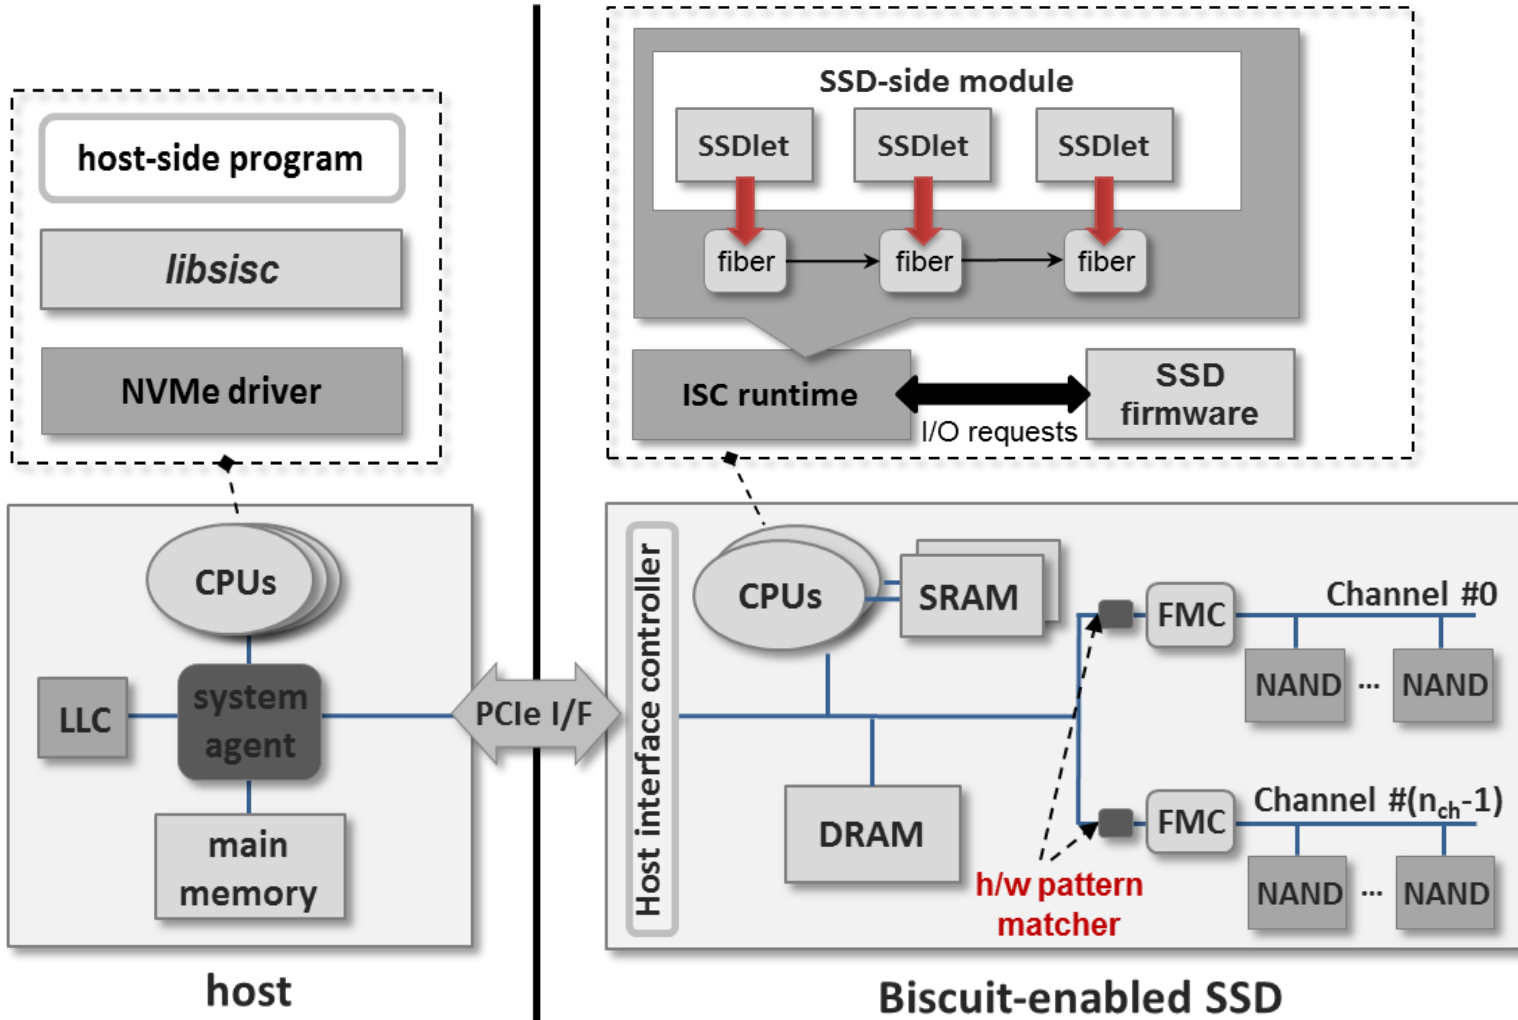 host-side program
libsisc
NVMe driver
CPUs
LLC
system
agent
main
memory
host
PCIe I/F
SSD-side module
SSDlet
SSDlet
SSDlet
fiber
fiber
fiber
ISC runtime
I/O requests
SSD
firmware
Host interface controller
CPUs
SRAM
DRAM
h/w pattern
matcher
FMC
Channel #0
NAND
...
NAND
FMC
Channel #(nch-1)
NAND
...
NAND
Biscuit-enabled SSD